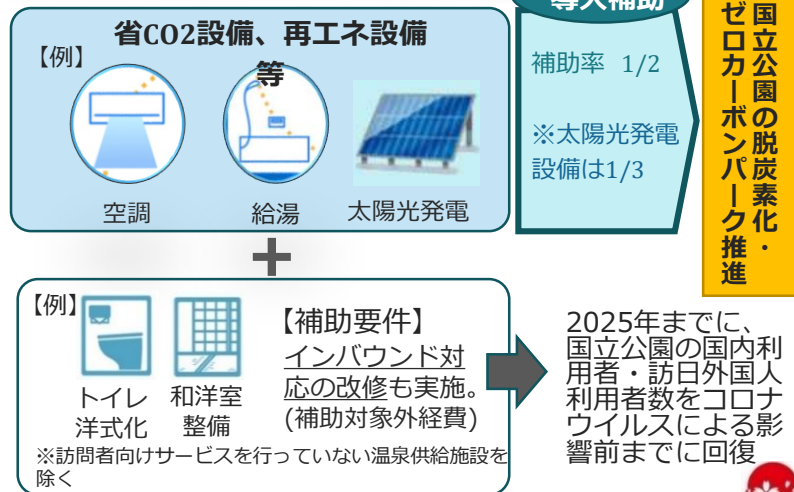 導入補助
省CO2設備、再エネ設備
等
【例】
空調
給湯
太陽光発電
補助率 1/2
※太陽光発電
設備は1/3
国立公園の脱炭素化・
ゼロカーボンパーク推進
+
【例】
トイレ
洋式化
和洋室
整備
【補助要件】
インバウンド対
応の改修も実施。
(補助対象外経費)
※訪問者向けサービスを行っていない温泉供給施設を
除く
2025年までに、
国立公園の国内利
用者・訪日外国人
利用者数をコロナ
ウイルスによる影
響前までに回復